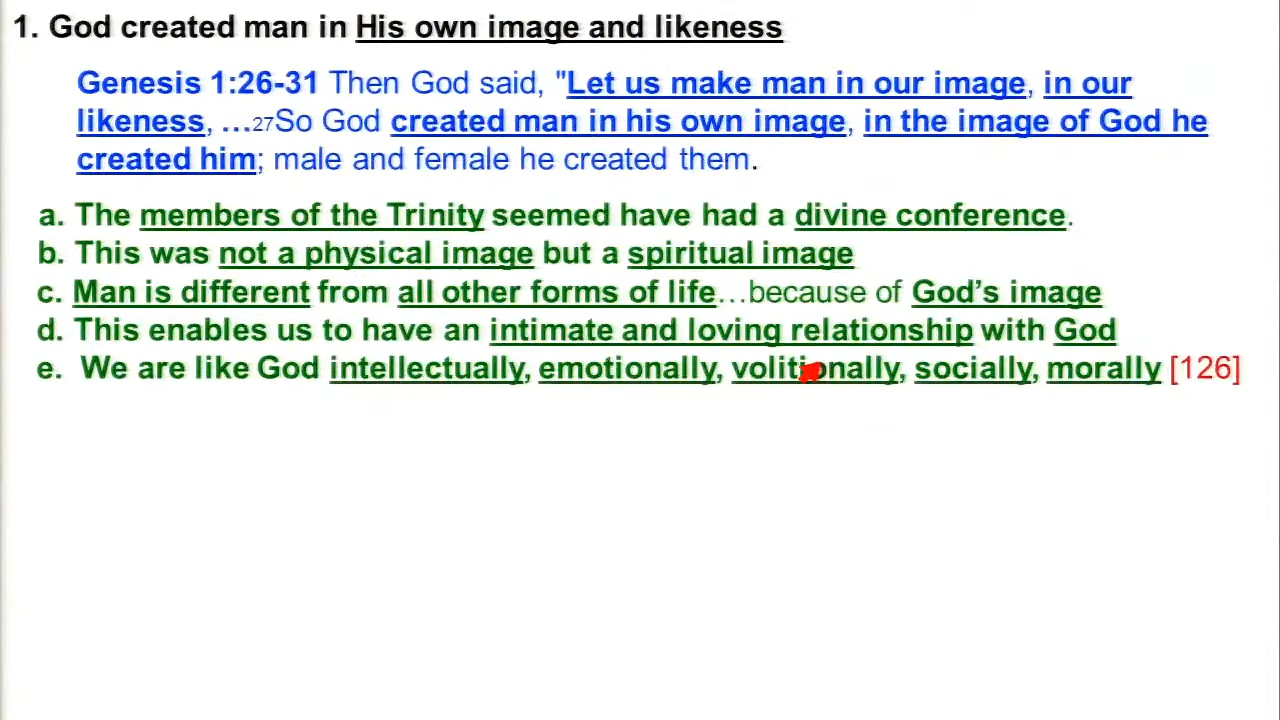 1. God created man in His own image and likeness
Genesis 1:26-31 Then God said, "Let us make man in our image, in our
likeness, …27So God created man in his own image, in the image of God he
created him; male and female he created them.
a. The members of the Trinity seemed have had a divine conference.
b. This was not a physical image but a spiritual image
c. Man is different from all other forms of life…because of God’s image
d. This enables us to have an intimate and loving relationship with God
e. We are like God intellectually, emotionally, volitionally, socially, morally [126]